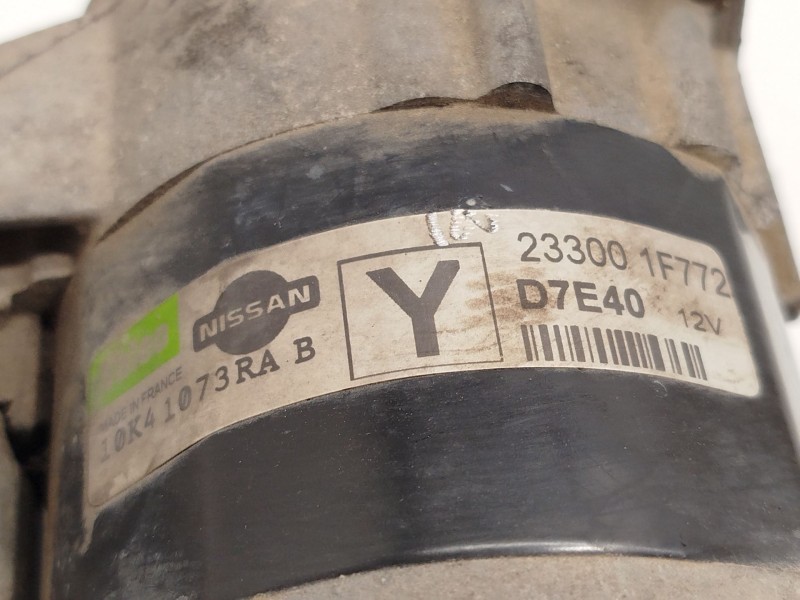 NISSAN
MADE IN FRANCE
10K41073RA B
Y
23300 1F772
D7E40 12V